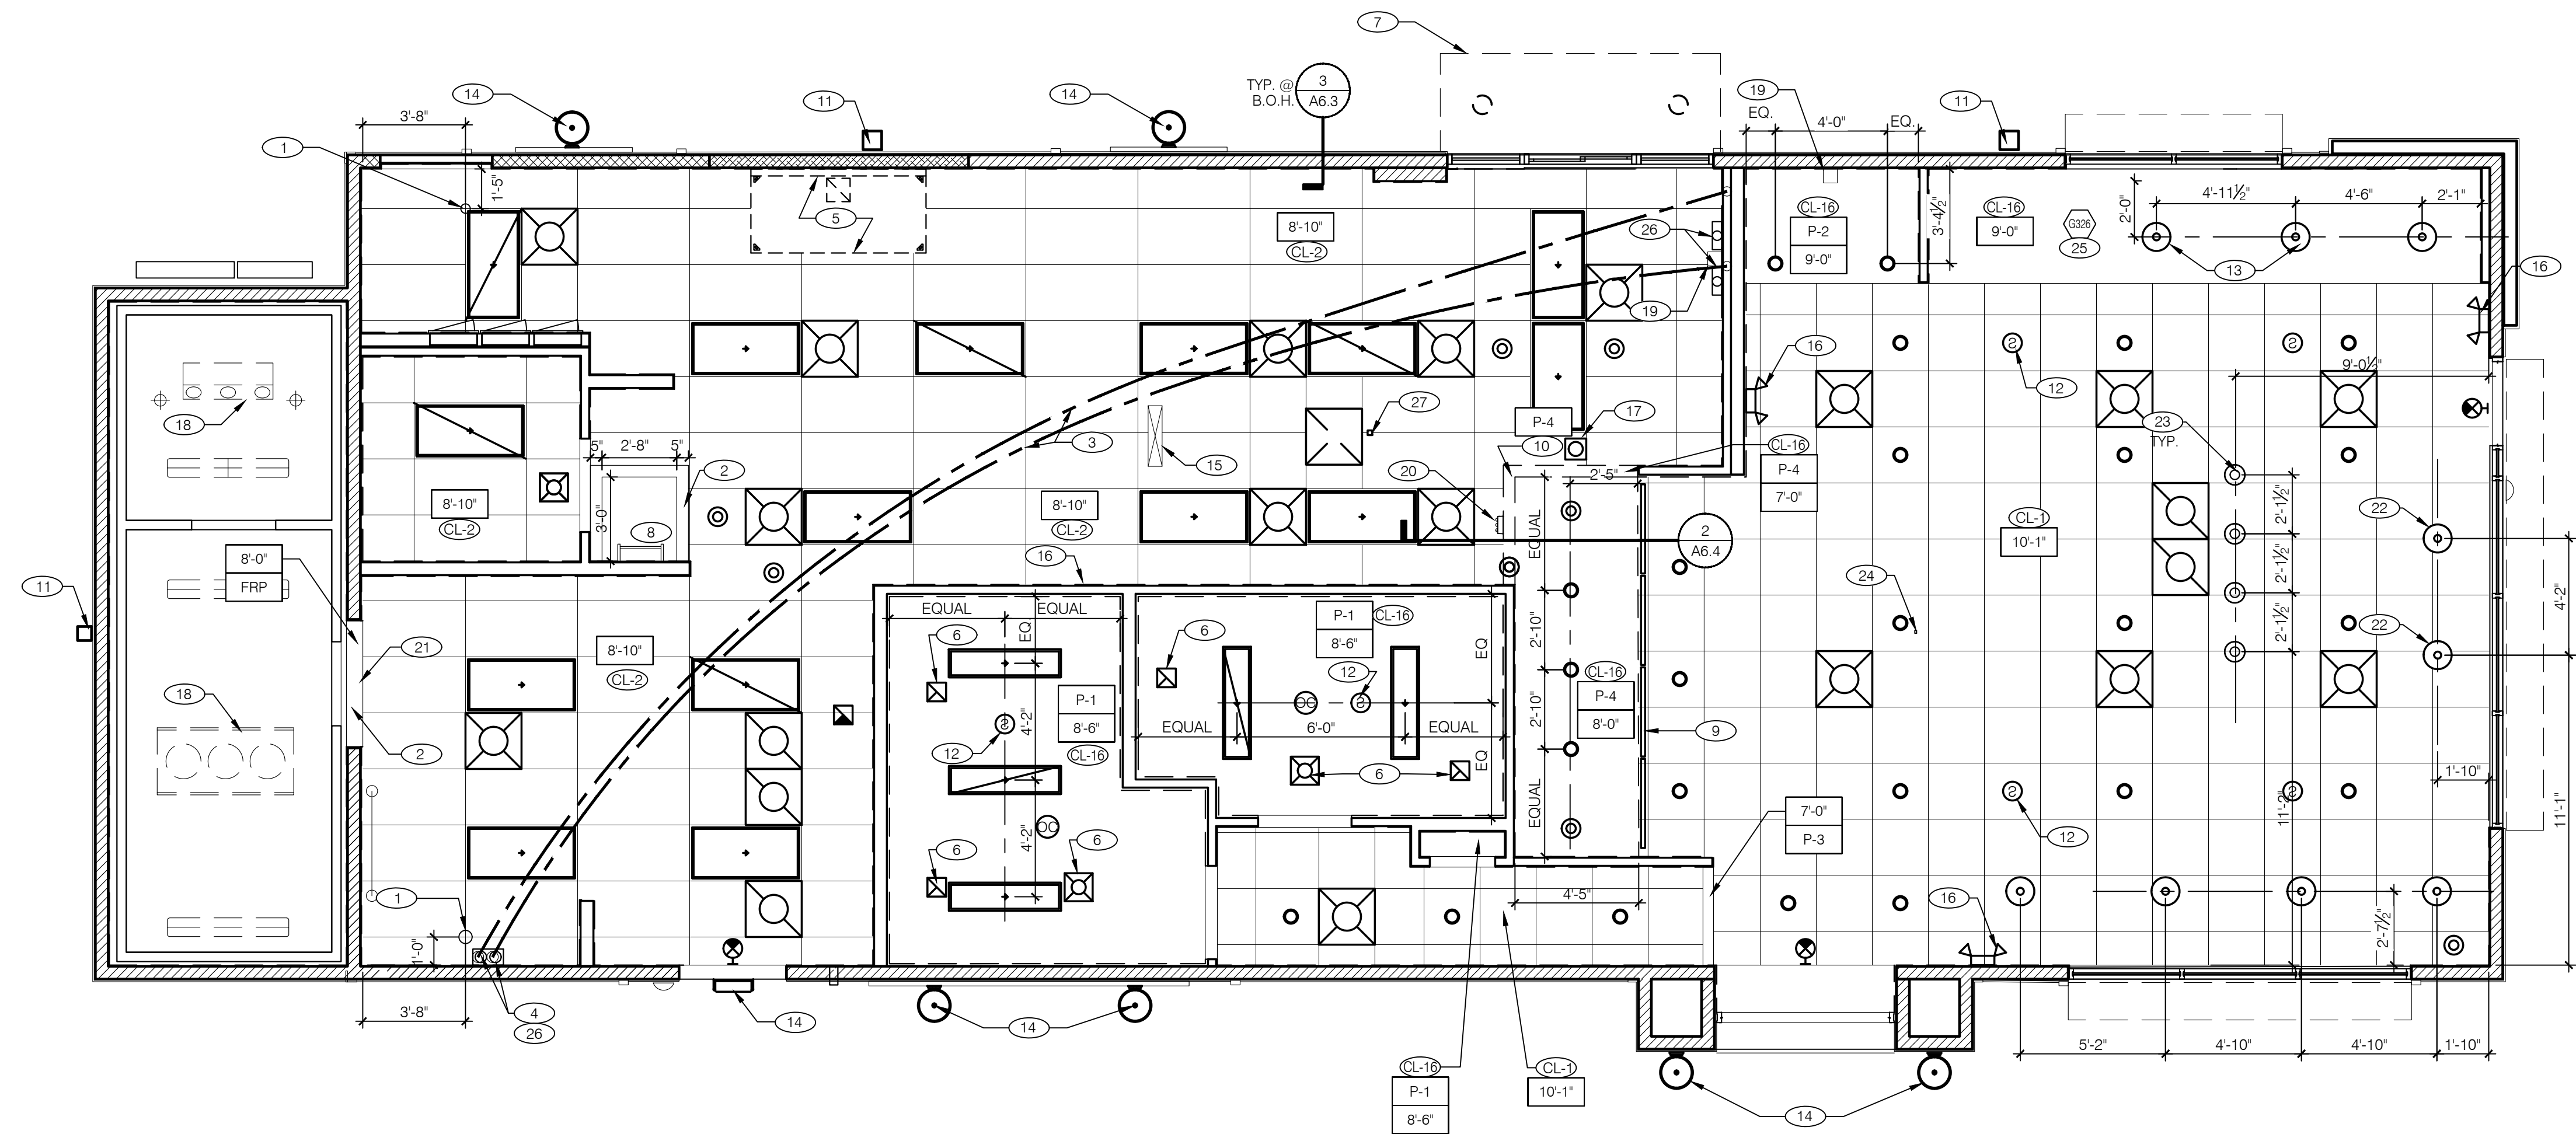 7
TYP. @
B.O.H.
3
A6.3
14
11
14
19
EQ.
4'-0"
EQ.
11
3'-8"
1
1'-5"
5
8'-10"
CL-2
26
19
CL-16
P-2
9'-0"
3'-4½"
CL-16
9'-0"
G326
25
2'-0"
4'-11½"
4'-6"
2'-1"
13
16
16
12
9'-0½"
18
27
P-4
17
10
3
15
20
2'-5"
CL-16
P-4
7'-0"
23
TYP.
5"
2'-8"
5"
2
8'-10"
CL-2
3'-0"
8
8'-10"
CL-2
EQUAL
2
A6.4
CL-1
10'-1"
2'-1½"
2'-1½"
2'-1½"
22
22
4'-2"
24
16
8'-0"
FRP
11
21
18
2
8'-10"
CL-2
EQUAL
EQUAL
EQ.
6
S
12
4'-2"
4'-2"
P-1
8'-6"
CL-16
6
6
6
P-1
CL-16
8'-6"
12
S
EQ
EQUAL
6'-0"
EQUAL
EQ
6
2'-10"
2'-10"
EQUAL
CL-16
P-4
8'-0"
9
7'-0"
P-3
S
S
12
11'-2"
1'-10"
11'-1"
1
1'-0"
4'-5"
16
2'-7½"
3'-8"
4
26
14
14
CL-16
P-1
8'-6"
CL-1
10'-1"
14
5'-2"
4'-10"
4'-10"
1'-10"